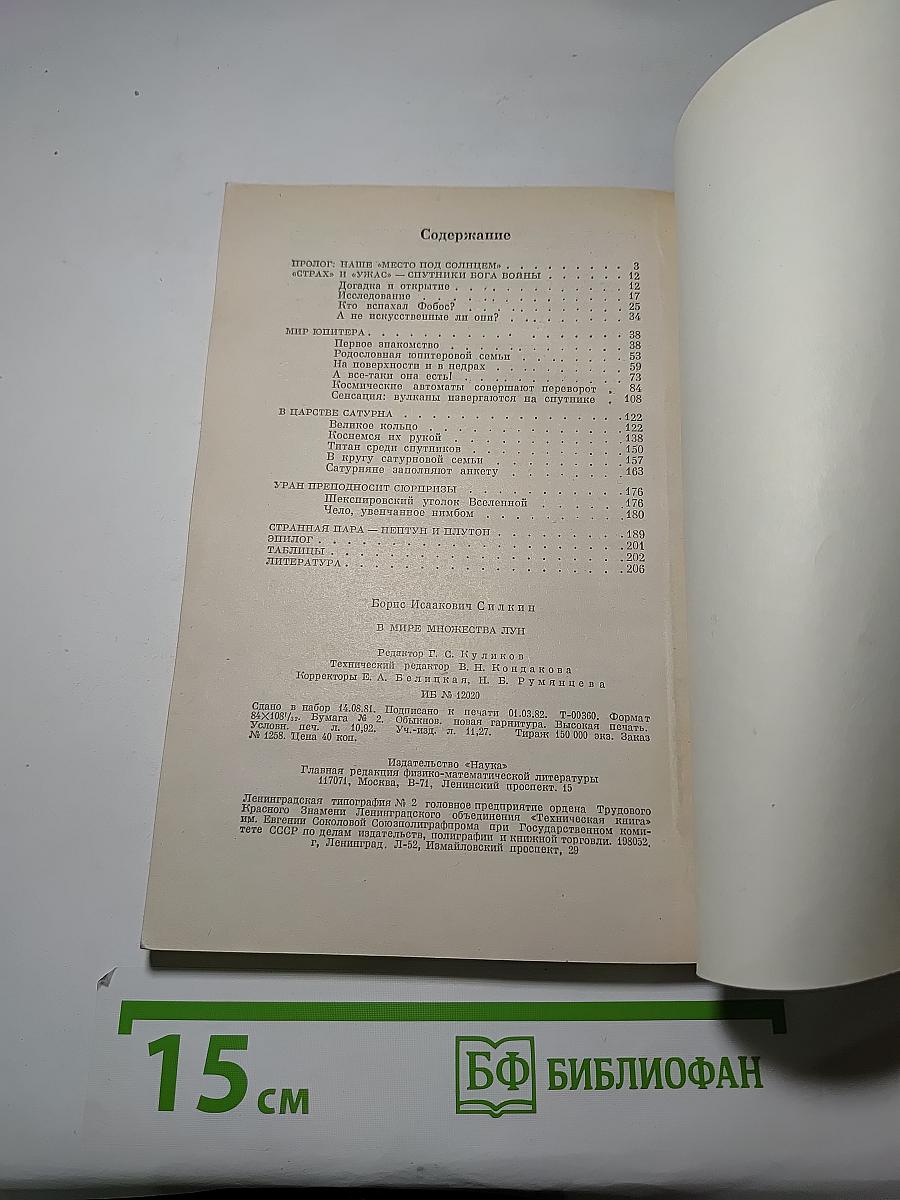 Содержание
ПРОЛОГ: НАШЕ «МЕСТО ПОД СОЛНЦЕМ» . . . . . . . . 3
«СТРАХ» И «УЖАС» — СПУТНИКИ БОГА ВОЙНЫ . . . . . . 12
Догадка и открытие . . . . . . . . . . . . 12
Исследование . . . . . . . . . . . . . 17
Кто вспахал Фобос? . . . . . . . . . . . 25
А не искусственные ли они? . . . . . . . . . 34
МИР ЮПИТЕРА . . . . . . . . . . . . . . . . 38
Первое знакомство . . . . . . . . . . . . 38
Родословная юпитеровой семьи . . . . . . . . 53
На поверхности и в недрах . . . . . . . . . 59
А все-таки она есть! . . . . . . . . . . . 73
Космические автоматы совершают переворот . . . 84
Сенсация: вулканы извергаются на спутнике . . 108
В ЦАРСТВЕ САТУРНА . . . . . . . . . . . . . . 122
Великое кольцо . . . . . . . . . . . . . 122
Коснемся их рукой . . . . . . . . . . . . 138
Титан среди спутников . . . . . . . . . . . 150
В кругу сатурновой семьи . . . . . . . . . 157
Сатурняне заполняют анкету . . . . . . . . . 163
УРАН ПРЕПОДНОСИТ СЮРПРИЗЫ . . . . . . . . . . . 176
Шекспировский уголок Вселенной . . . . . . . 176
Чело, увенчанное нимбом . . . . . . . . . . 180
СТРАННАЯ ПАРА — НЕПТУН И ПЛУТОН . . . . . . . . . 189
ЭПИЛОГ . . . . . . . . . . . . . . . . . . 201
ТАБЛИЦЫ . . . . . . . . . . . . . . . . . . 202
ЛИТЕРАТУРА . . . . . . . . . . . . . . . . . 206
Борис Исаакович Силкин
В МИРЕ МНОЖЕСТВА ЛУН
Редактор Г. С. Куликов
Технический редактор В. Н. Кондакова
Корректоры Е. А. Белицкая, Н. Б. Румянцева
ИБ № 12020
Сдано в набор 14.08.81. Подписано к печати 01.03.82. Т-00360. Формат
84×108¹/₃₂. Бумага № 2. Обыкнов. новая гарнитура. Высокая печать.
Условн. печ. л. 10,92. Уч.-изд. л. 11,27. Тираж 150 000 экз. Заказ
№ 1258. Цена 40 коп.
Издательство «Наука»
Главная редакция физико-математической литературы
117071, Москва, В-71, Ленинский проспект. 15
Ленинградская типография № 2 головное предприятие ордена Трудового
Красного Знамени Ленинградского объединения «Техническая книга»
им. Евгении Соколовой Союзполиграфпрома при Государственном коми-
тете СССР по делам издательств, полиграфии и книжной торговли. 198052,
г, Ленинград. Л-52, Измайловский проспект, 29
15 см
БФ БИБЛИОФАН